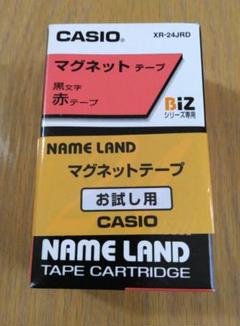 CASIO® XR-24JRD
マグネット テープ
黒文字
赤テープ
BiZ
シリーズ専用
NAME LAND
マグネットテープ
お試し用
CASIO
NAME LAND
TAPE CARTRIDGE